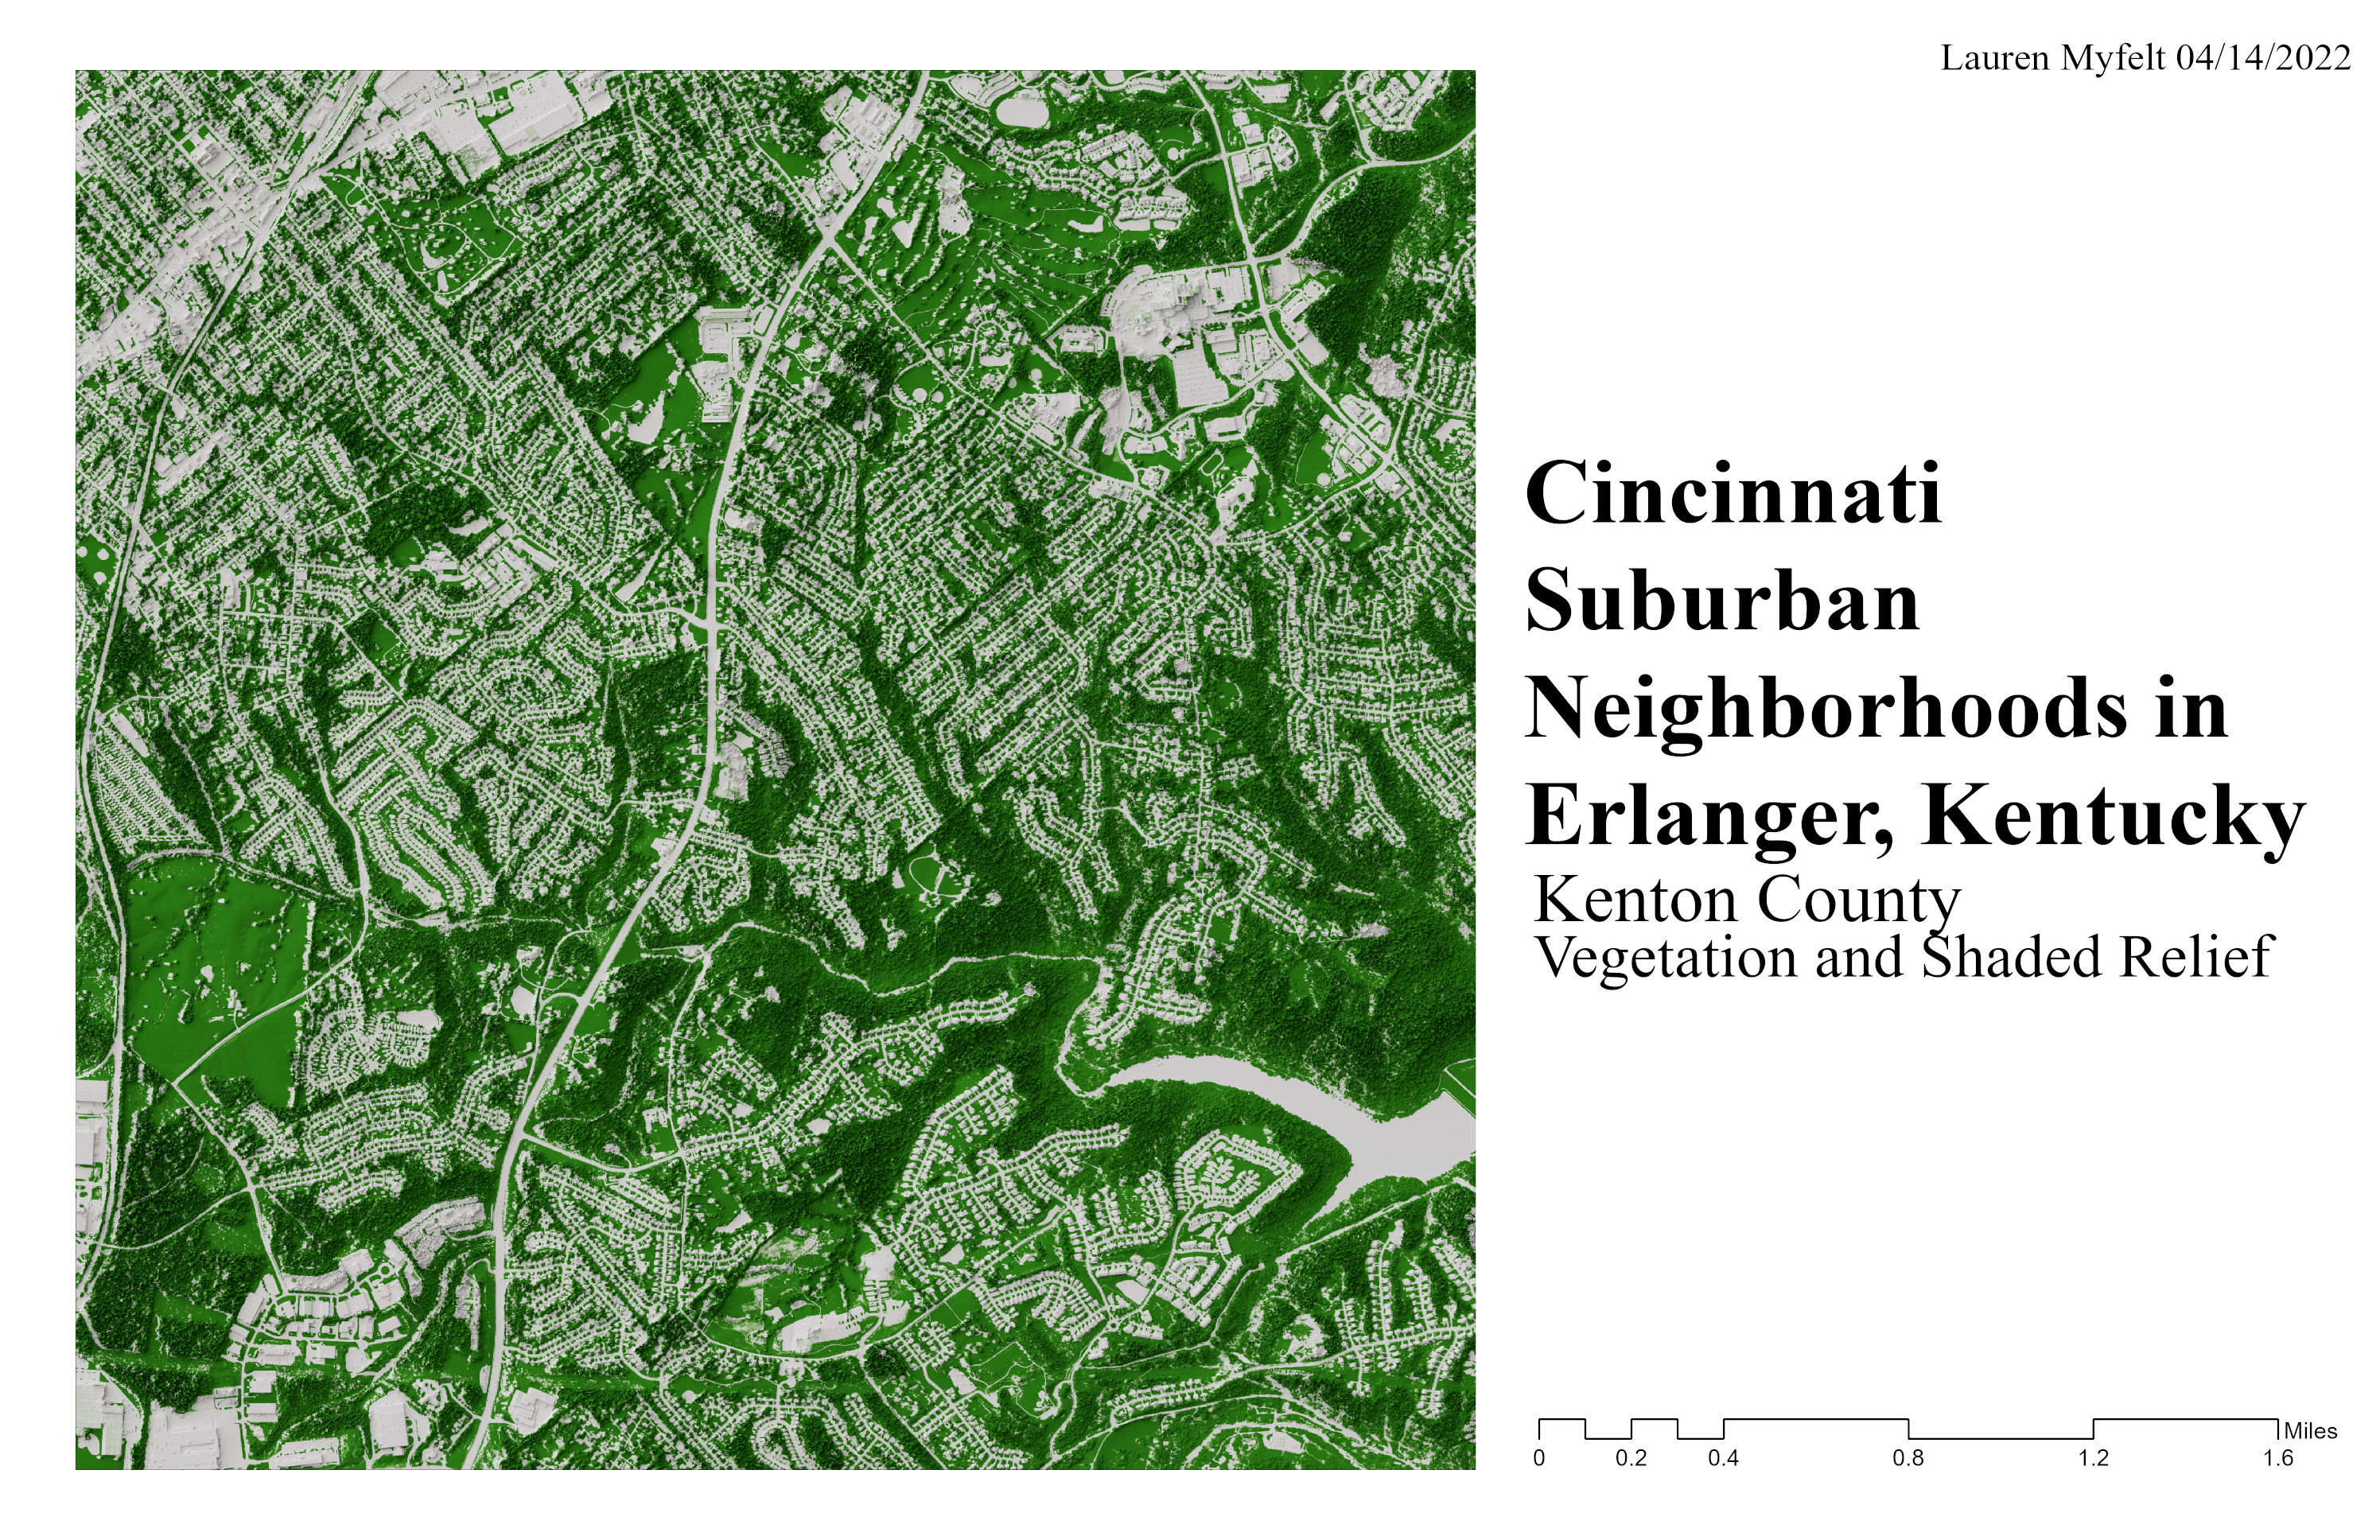 Lauren Myfelt 04/14/2022
Cincinnati
Suburban
Neighborhoods in
Erlanger, Kentucky
Kenton County
Vegetation and Shaded Relief
Miles
0 0.2 0.4 0.8 1.2 1.6